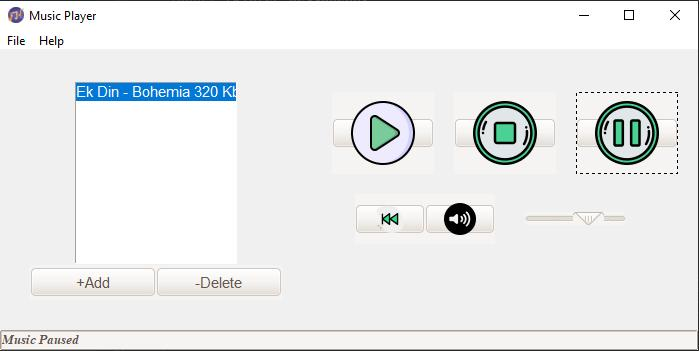 Music Player
File Help
Ek Din - Bohemia 320 Kb
+Add -Delete
Music Paused